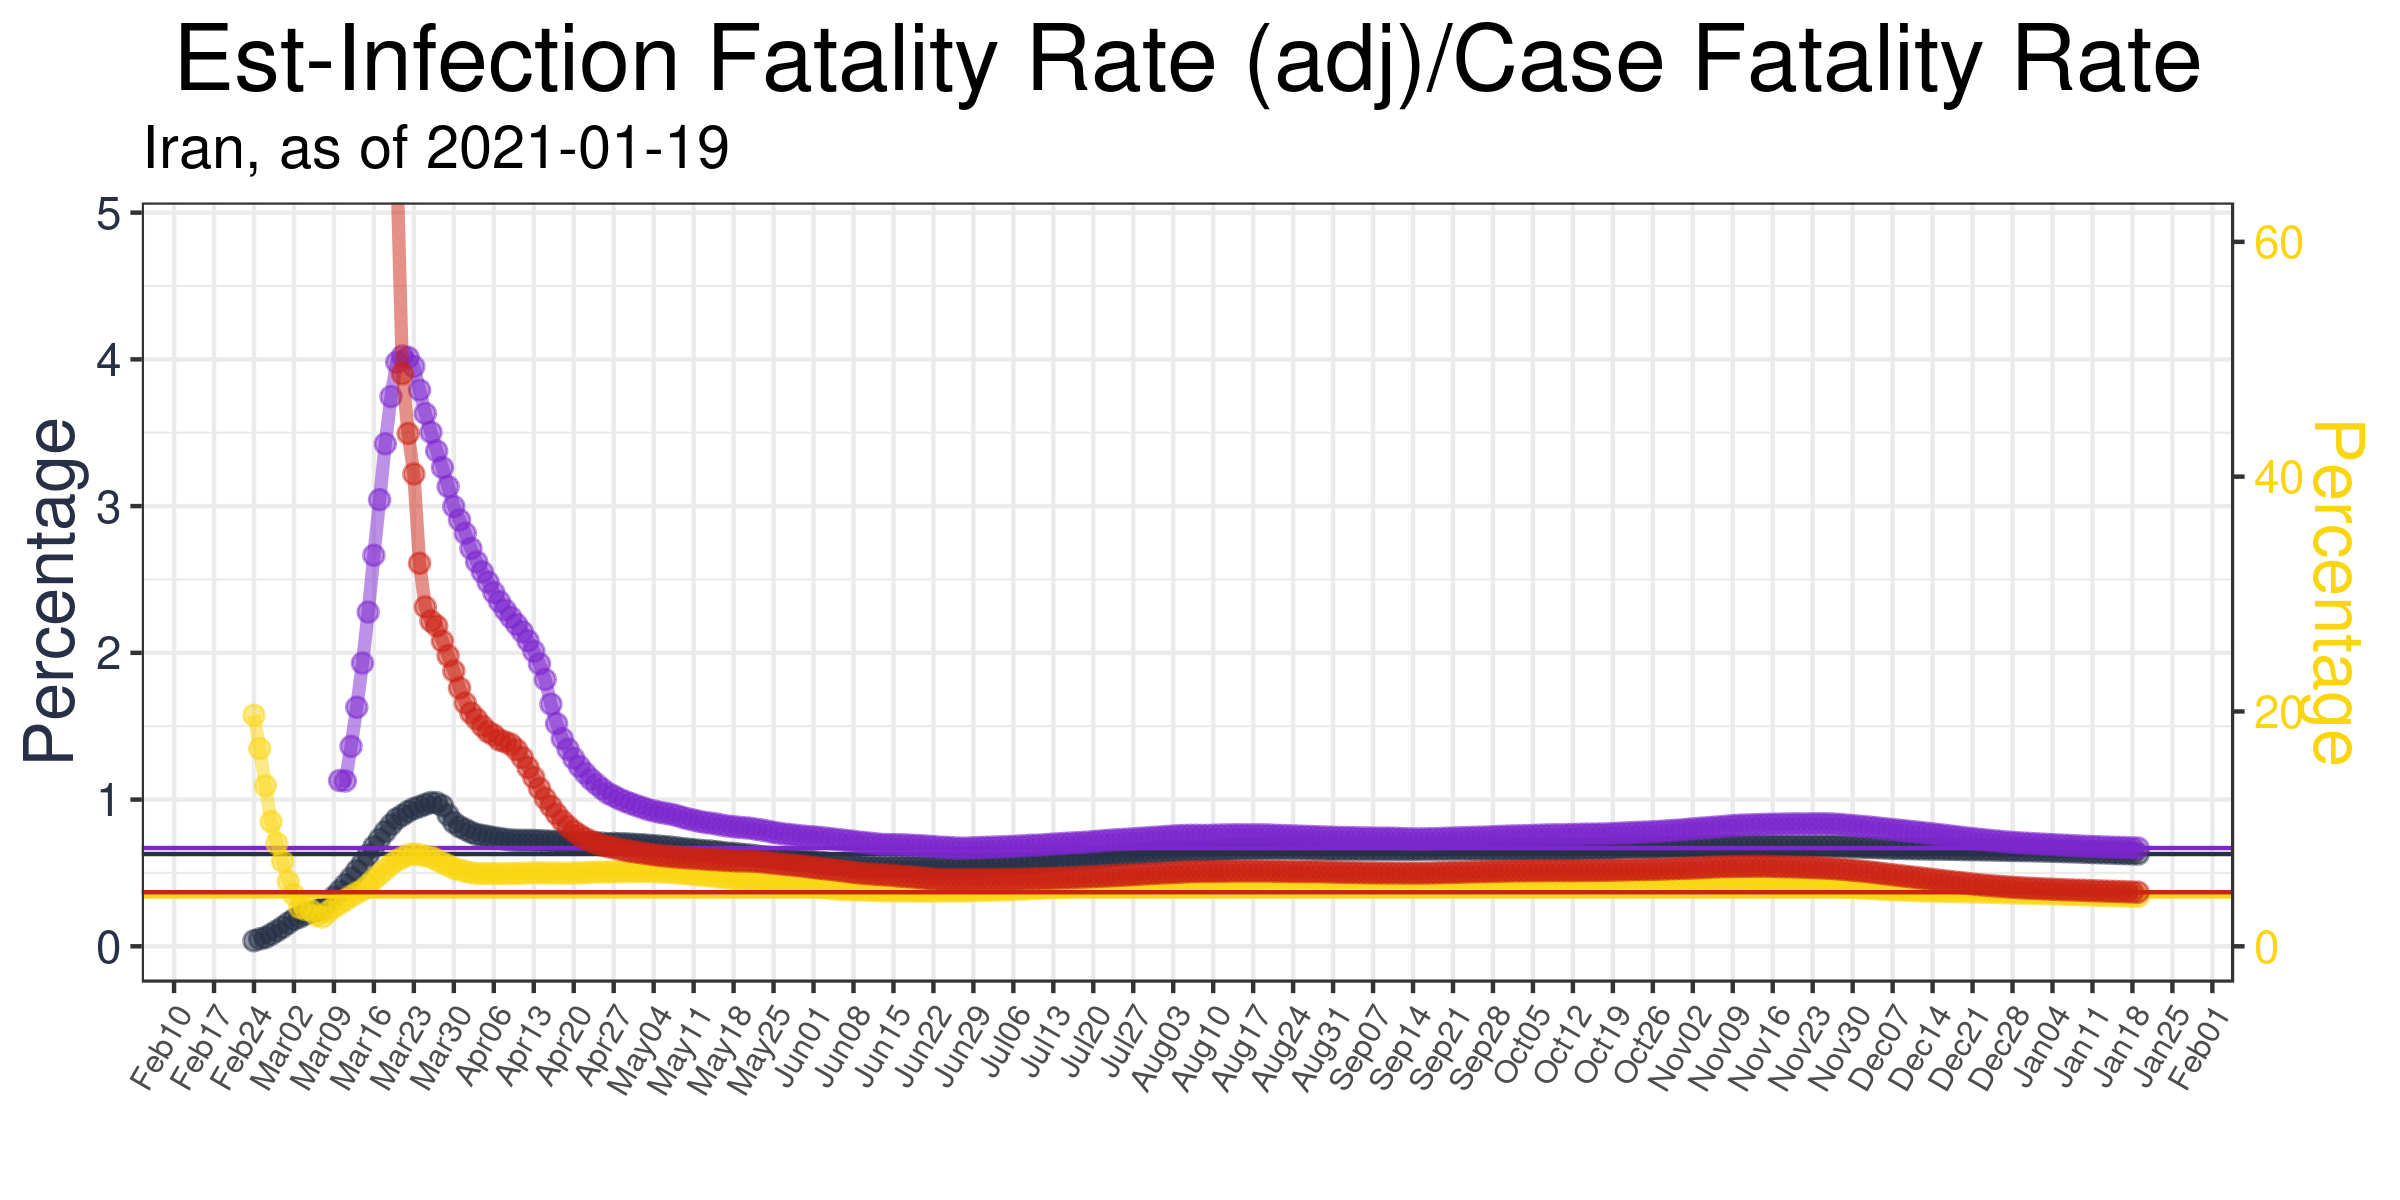 Est-Infection Fatality Rate (adj)/Case Fatality Rate
Iran, as of 2021-01-19
Percentage
5
4
3
2
1
0
60
40
20
0
Percentage
Feb10
Feb17
Feb24
Mar02
Mar09
Mar16
Mar23
Mar30
Apr06
Apr13
Apr20
Apr27
May04
May11
May18
May25
Jun01
Jun08
Jun15
Jun22
Jun29
Jul06
Jul13
Jul20
Jul27
Aug03
Aug10
Aug17
Aug24
Aug31
Sep07
Sep14
Sep21
Sep28
Oct05
Oct12
Oct19
Oct26
Nov02
Nov09
Nov16
Nov23
Nov30
Dec07
Dec14
Dec21
Dec28
Jan04
Jan11
Jan18
Jan25
Feb01